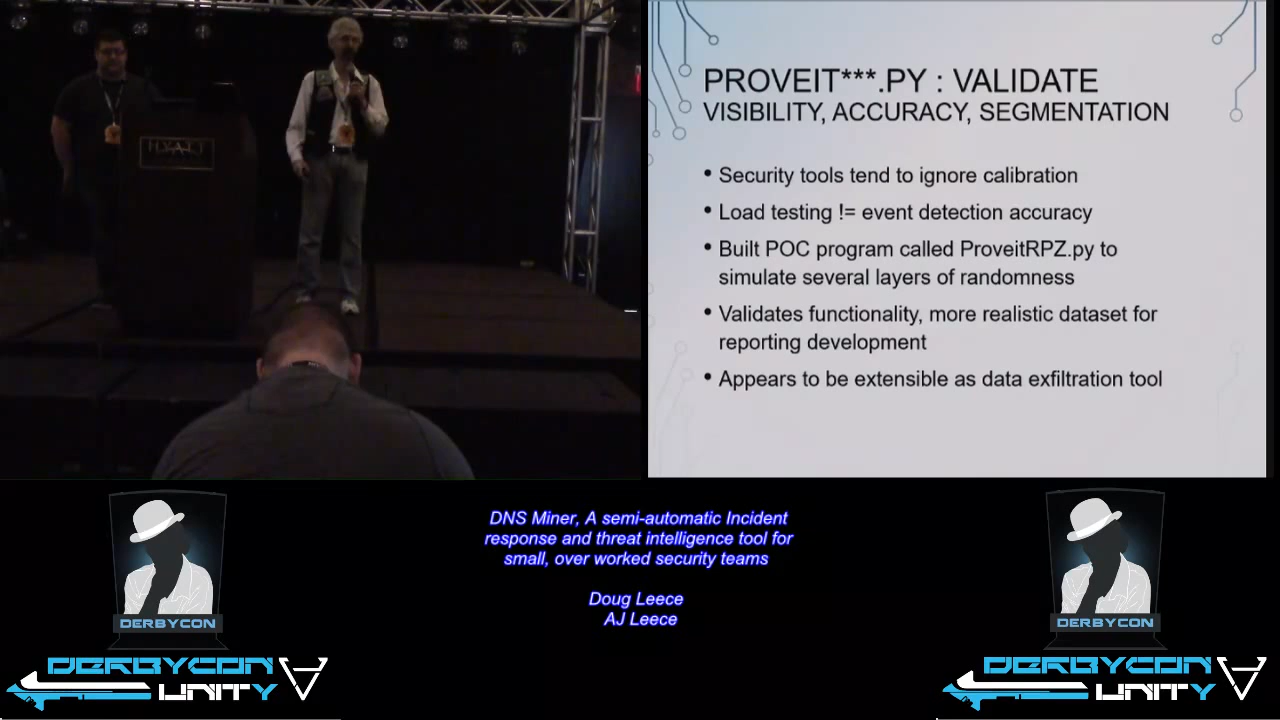 HYATT
PROVEIT***.PY : VALIDATE
VISIBILITY, ACCURACY, SEGMENTATION
• Security tools tend to ignore calibration
• Load testing != event detection accuracy
• Built POC program called ProveitRPZ.py to
simulate several layers of randomness
• Validates functionality, more realistic dataset for
reporting development
• Appears to be extensible as data exfiltration tool
DNS Miner, A semi-automatic Incident
response and threat intelligence tool for
small, over worked security teams
Doug Leece
AJ Leece
DERBYCON
DERBYCON
UNITY
DERBYCON
DERBYCON
UNITY